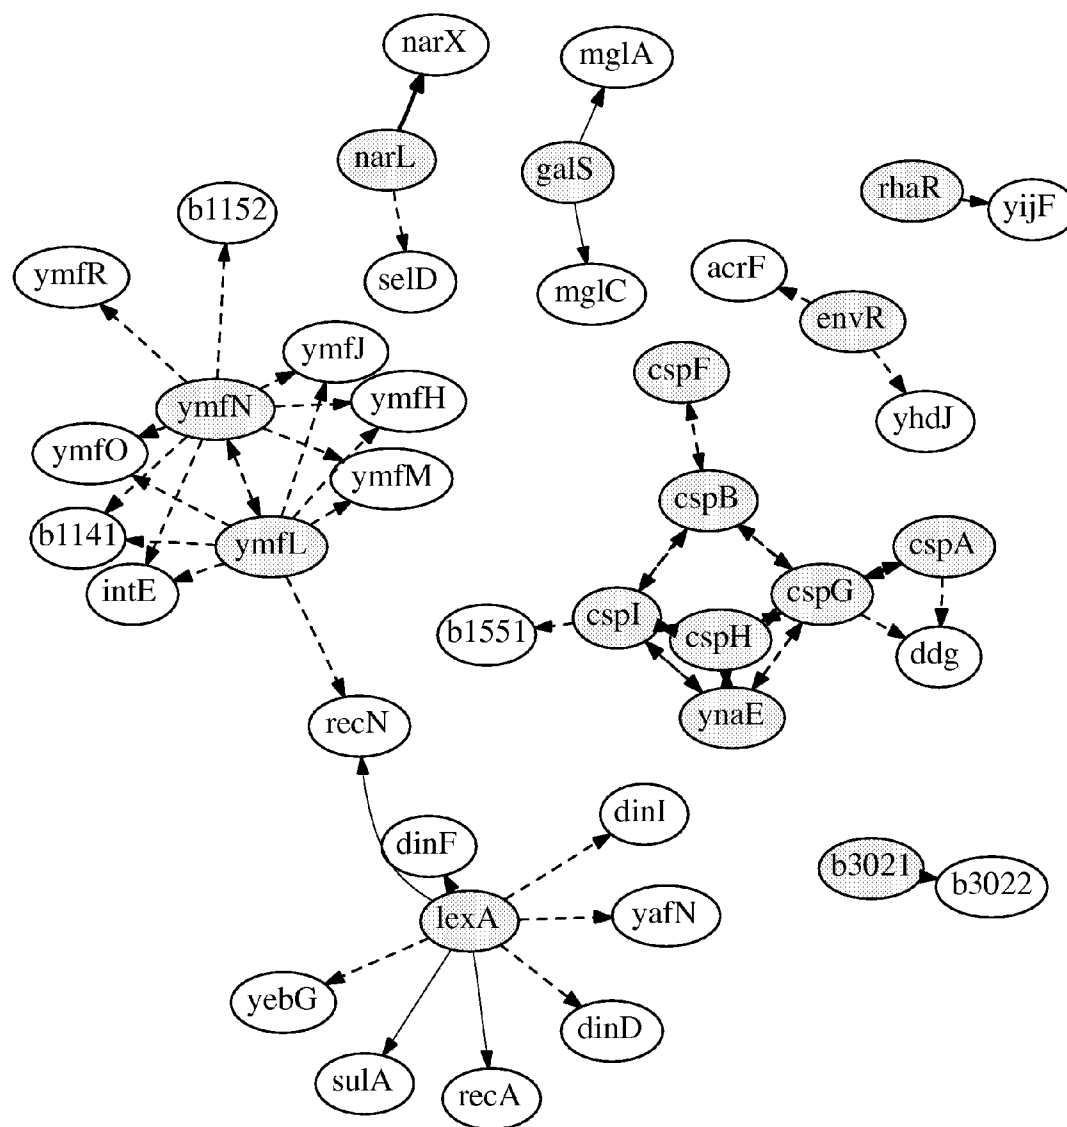 narX
mglA
narL
galS
rhaR
yijF
b1152
ymfR
selD
mglC
acrF
envR
ymfJ
cspF
ymfN
ymfH
yhdJ
ymfO
ymfM
cspB
b1141
ymfL
cspA
intE
cspG
cspI
b1551
cspH
ddg
recN
ynaE
dinI
dinF
b3021
b3022
lexA
yafN
yebG
dinD
sulA
recA